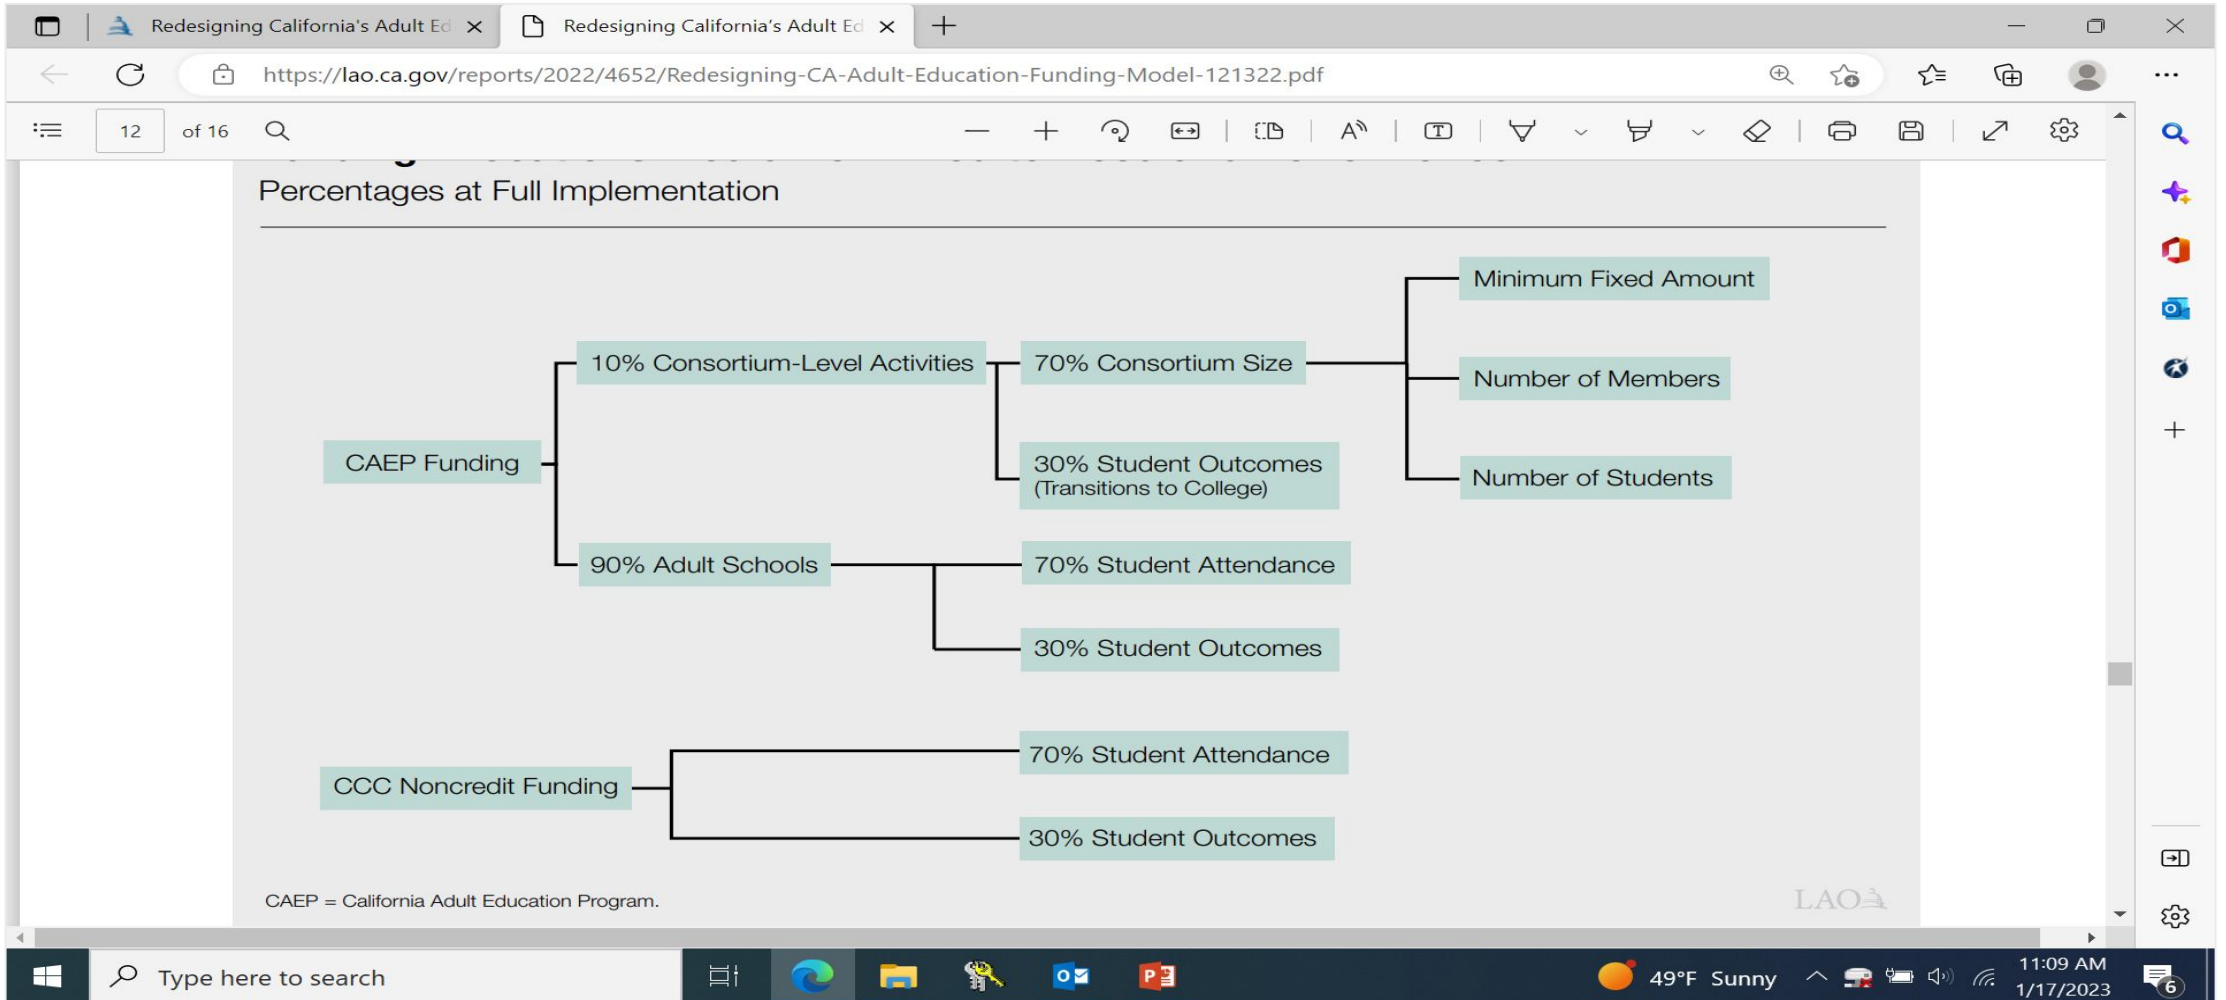 Redesigning California's Adult Ed
Redesigning California's Adult Ed
https://lao.ca.gov/reports/2022/4652/Redesigning-CA-Adult-Education-Funding-Model-121322.pdf
12 of 16
Percentages at Full Implementation
Minimum Fixed Amount
10% Consortium-Level Activities
70% Consortium Size
Number of Members
CAEP Funding
30% Student Outcomes
(Transitions to College)
Number of Students
90% Adult Schools
70% Student Attendance
30% Student Outcomes
70% Student Attendance
CCC Noncredit Funding
30% Student Outcomes
CAEP = California Adult Education Program.
LAO
Type here to search
49°F Sunny
11:09 AM
1/17/2023
6